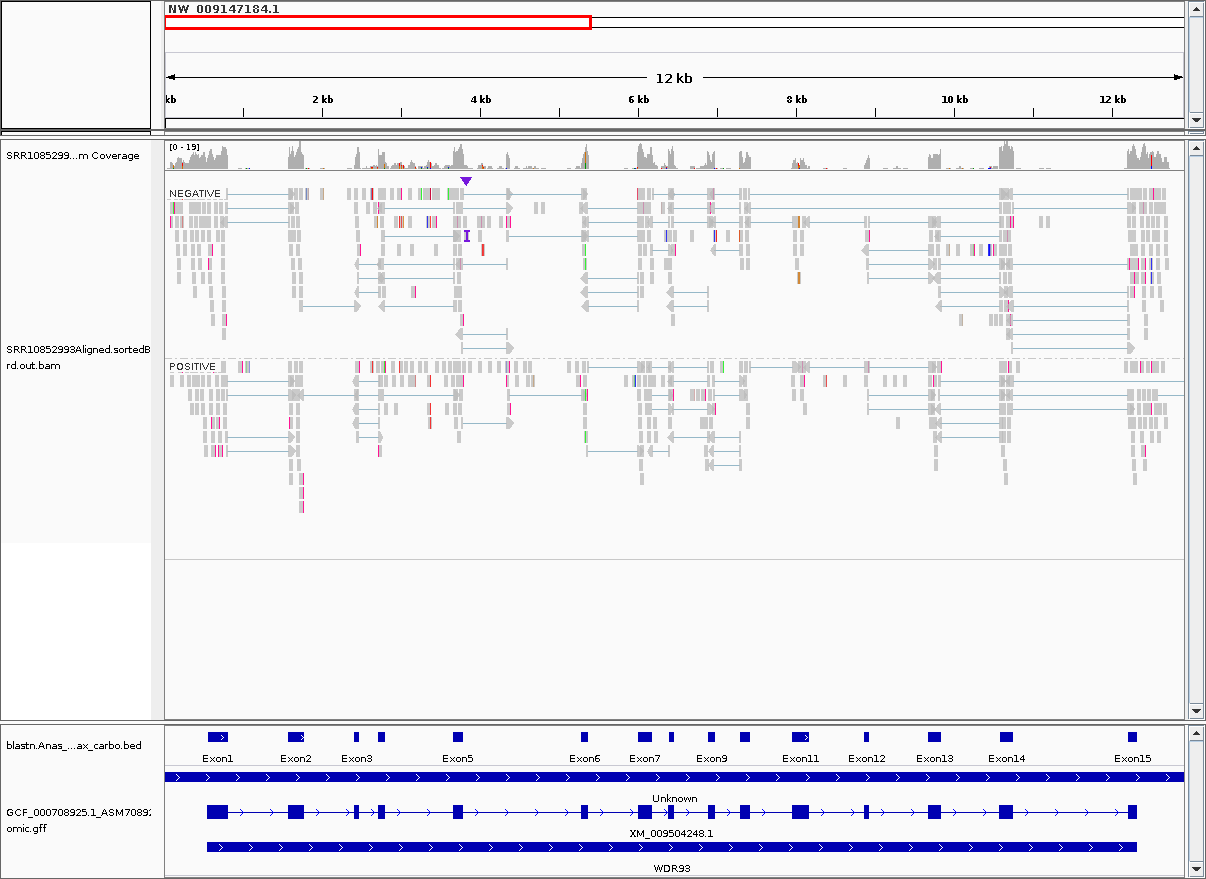 NW_009147184.1
12 kb
kb 2 kb 4 kb 6 kb 8 kb 10 kb 12 kb
[0 - 19]
SRR1085299...m Coverage
NEGATIVE
SRR10852993Aligned.sortedB
rd.out.bam
POSITIVE
blastn.Anas_...ax_carbo.bed
Exon1 Exon2 Exon3 Exon5 Exon6 Exon7 Exon9 Exon11 Exon12 Exon13 Exon14 Exon15
Unknown
GCF_000708925.1_ASM70892
omic.gff
XM_009504248.1
WDR93